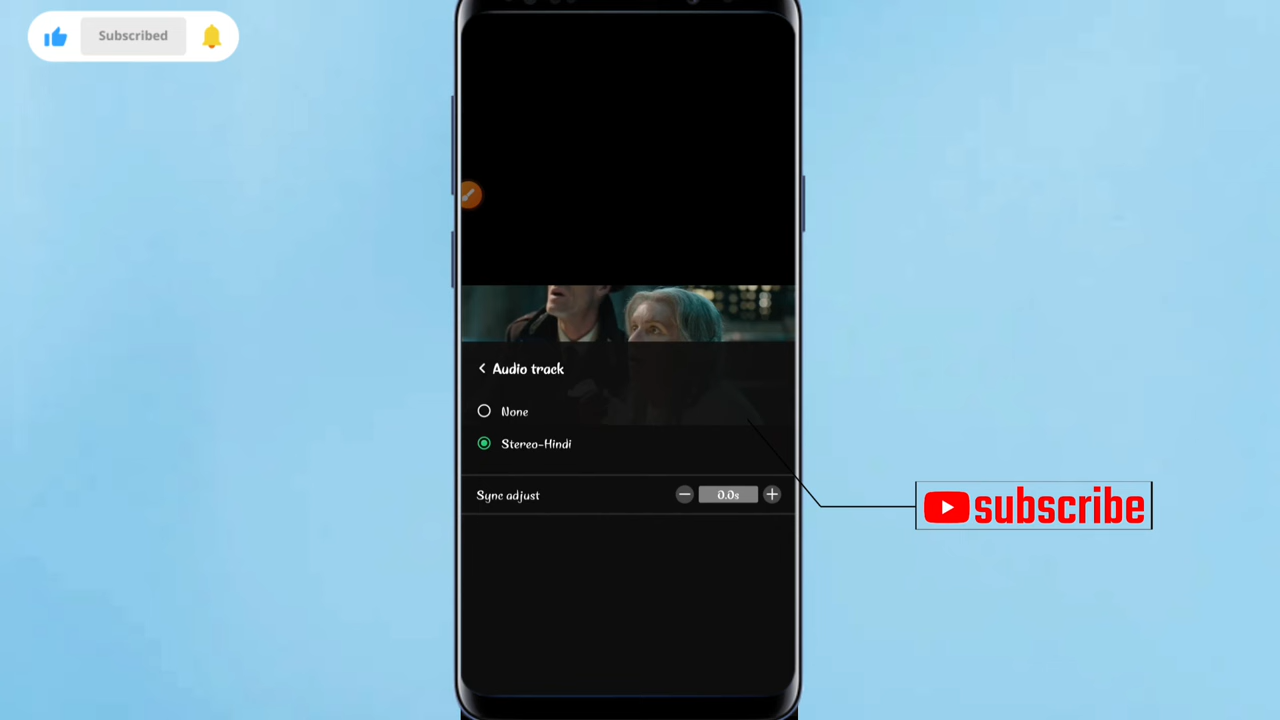 Subscribed
Audio track
None
Stereo-Hindi
Sync adjust
0.0s
subscribe